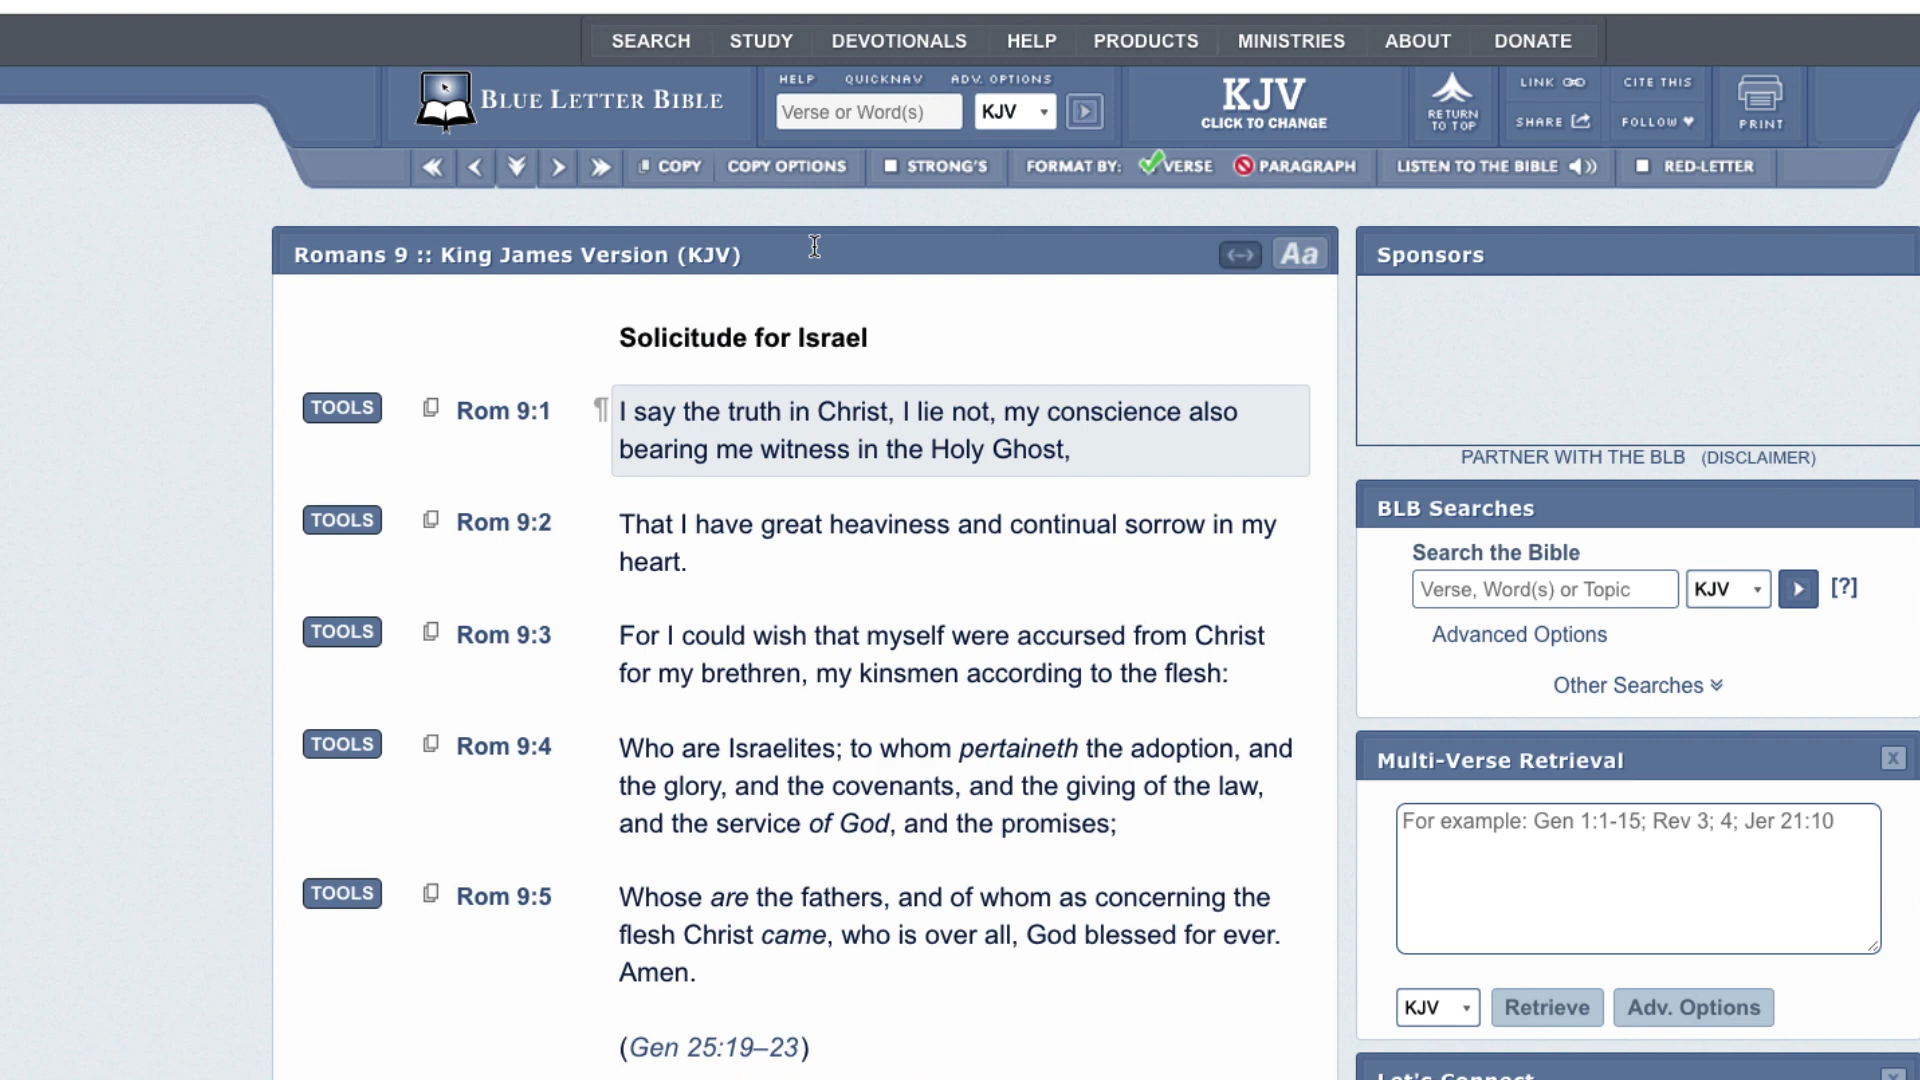 SEARCH STUDY DEVOTIONALS HELP PRODUCTS MINISTRIES ABOUT DONATE
BLUE LETTER BIBLE
HELP QUICKNAV ADV. OPTIONS
Verse or Word(s) KJV
KJV
CLICK TO CHANGE
RETURN
TO TOP
LINK
SHARE
CITE THIS
FOLLOW
PRINT
COPY COPY OPTIONS STRONG'S FORMAT BY: VERSE PARAGRAPH LISTEN TO THE BIBLE RED-LETTER
Romans 9 :: King James Version (KJV) Aa
Solicitude for Israel
TOOLS Rom 9:1 ¶ I say the truth in Christ, I lie not, my conscience also
bearing me witness in the Holy Ghost,
TOOLS Rom 9:2 That I have great heaviness and continual sorrow in my
heart.
TOOLS Rom 9:3 For I could wish that myself were accursed from Christ
for my brethren, my kinsmen according to the flesh:
TOOLS Rom 9:4 Who are Israelites; to whom pertaineth the adoption, and
the glory, and the covenants, and the giving of the law,
and the service of God, and the promises;
TOOLS Rom 9:5 Whose are the fathers, and of whom as concerning the
flesh Christ came, who is over all, God blessed for ever.
Amen.
(Gen 25:19–23)
Sponsors
PARTNER WITH THE BLB (DISCLAIMER)
BLB Searches
Search the Bible
Verse, Word(s) or Topic KJV [?]
Advanced Options
Other Searches
Multi-Verse Retrieval X
For example: Gen 1:1-15; Rev 3; 4; Jer 21:10
KJV Retrieve Adv. Options
Let's Connect X